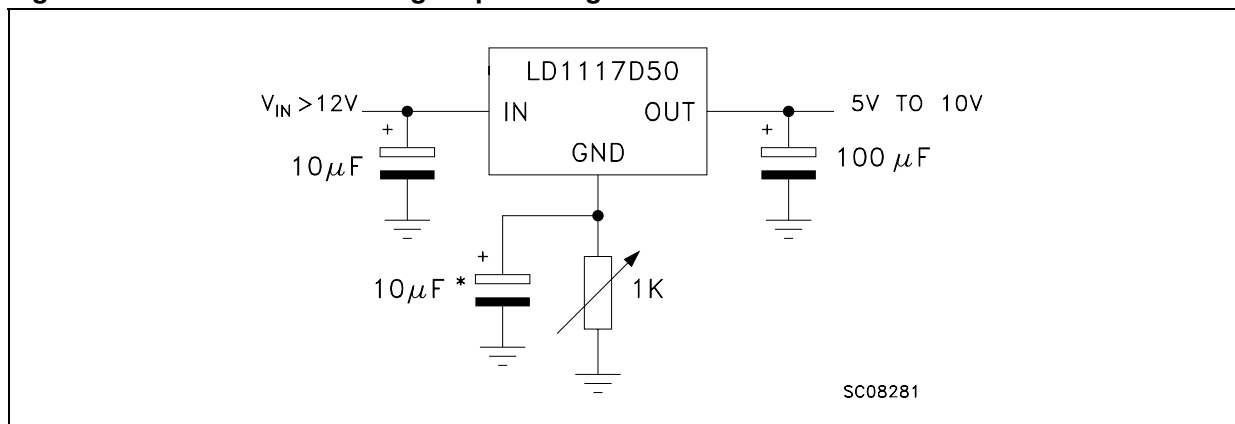 LD1117D50
V_IN >12V
IN
OUT
5V TO 10V
GND
+
10μF
+
100 μF
+
10μF *
1K
SC08281